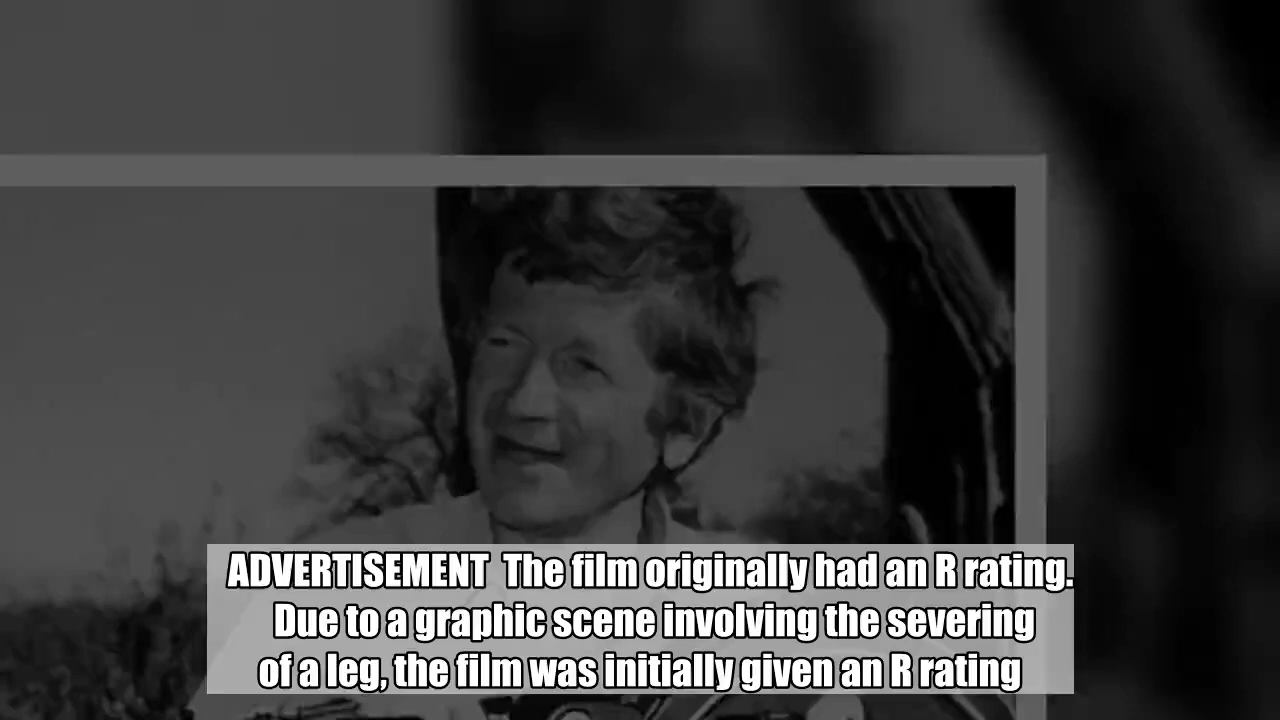 ADVERTISEMENT The film originally had an R rating.
Due to a graphic scene involving the severing
of a leg, the film was initially given an R rating